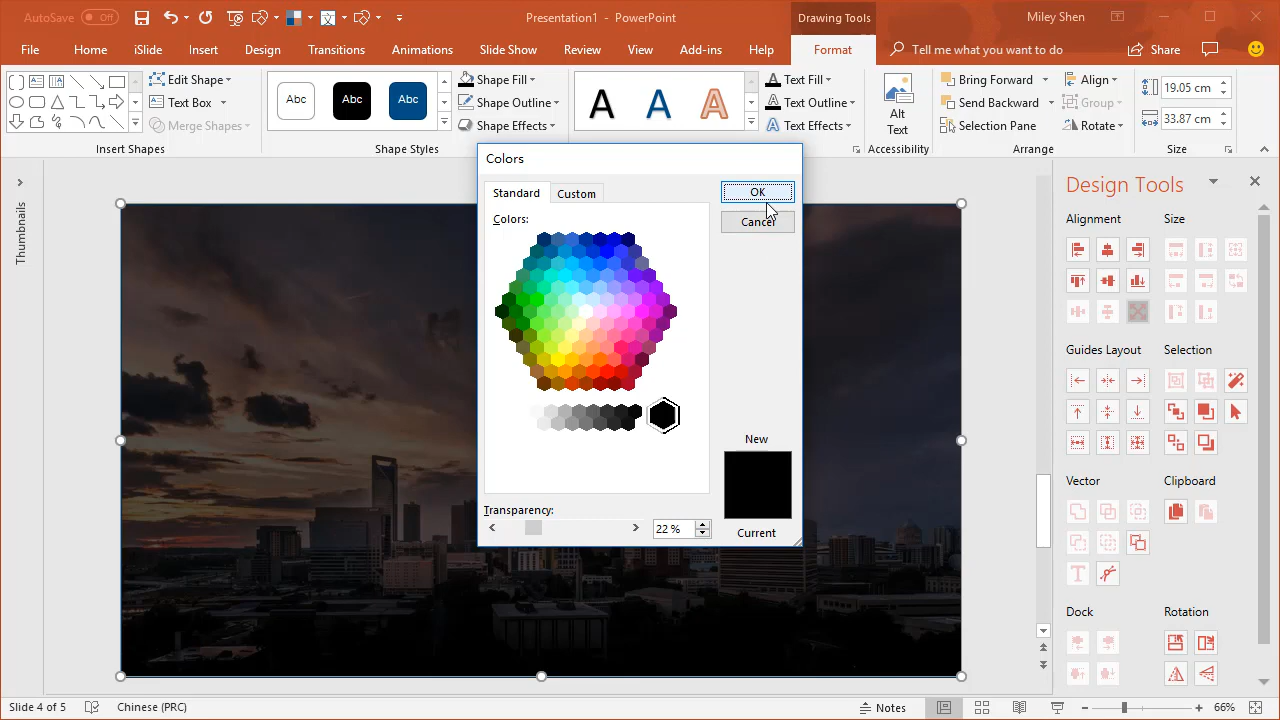 AutoSave Off
Presentation1 - PowerPoint
Drawing Tools
Miley Shen
File Home iSlide Insert Design Transitions Animations Slide Show Review View Add-ins Help Format Tell me what you want to do Share
Edit Shape
Text Box
Merge Shapes
Insert Shapes
Abc Abc Abc
Shape Fill
Shape Outline
Shape Effects
Shape Styles
A A A
Text Fill
Text Outline
Text Effects
Alt
Text
Accessibility
Bring Forward
Send Backward
Selection Pane
Align
Group
Rotate
Arrange
19.05 cm
33.87 cm
Size
Thumbnails
Colors
Standard Custom
OK
Cancel
Colors:
New
Current
Transparency:
22 %
Design Tools
Alignment Size
Guides Layout Selection
Vector Clipboard
Dock Rotation
Slide 4 of 5
Chinese (PRC)
Notes
66%